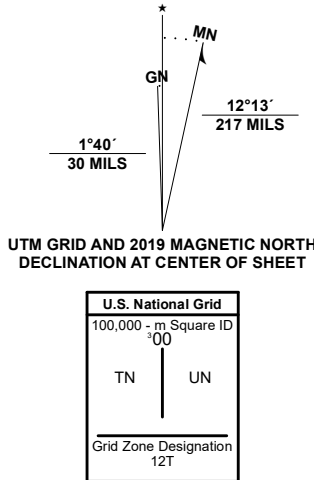 ★
MN
GN
12°13´
217 MILS
1°40´
30 MILS
UTM GRID AND 2019 MAGNETIC NORTH
DECLINATION AT CENTER OF SHEET
U.S. National Grid
100,000 - m Square ID
³00
TN UN
Grid Zone Designation
12T